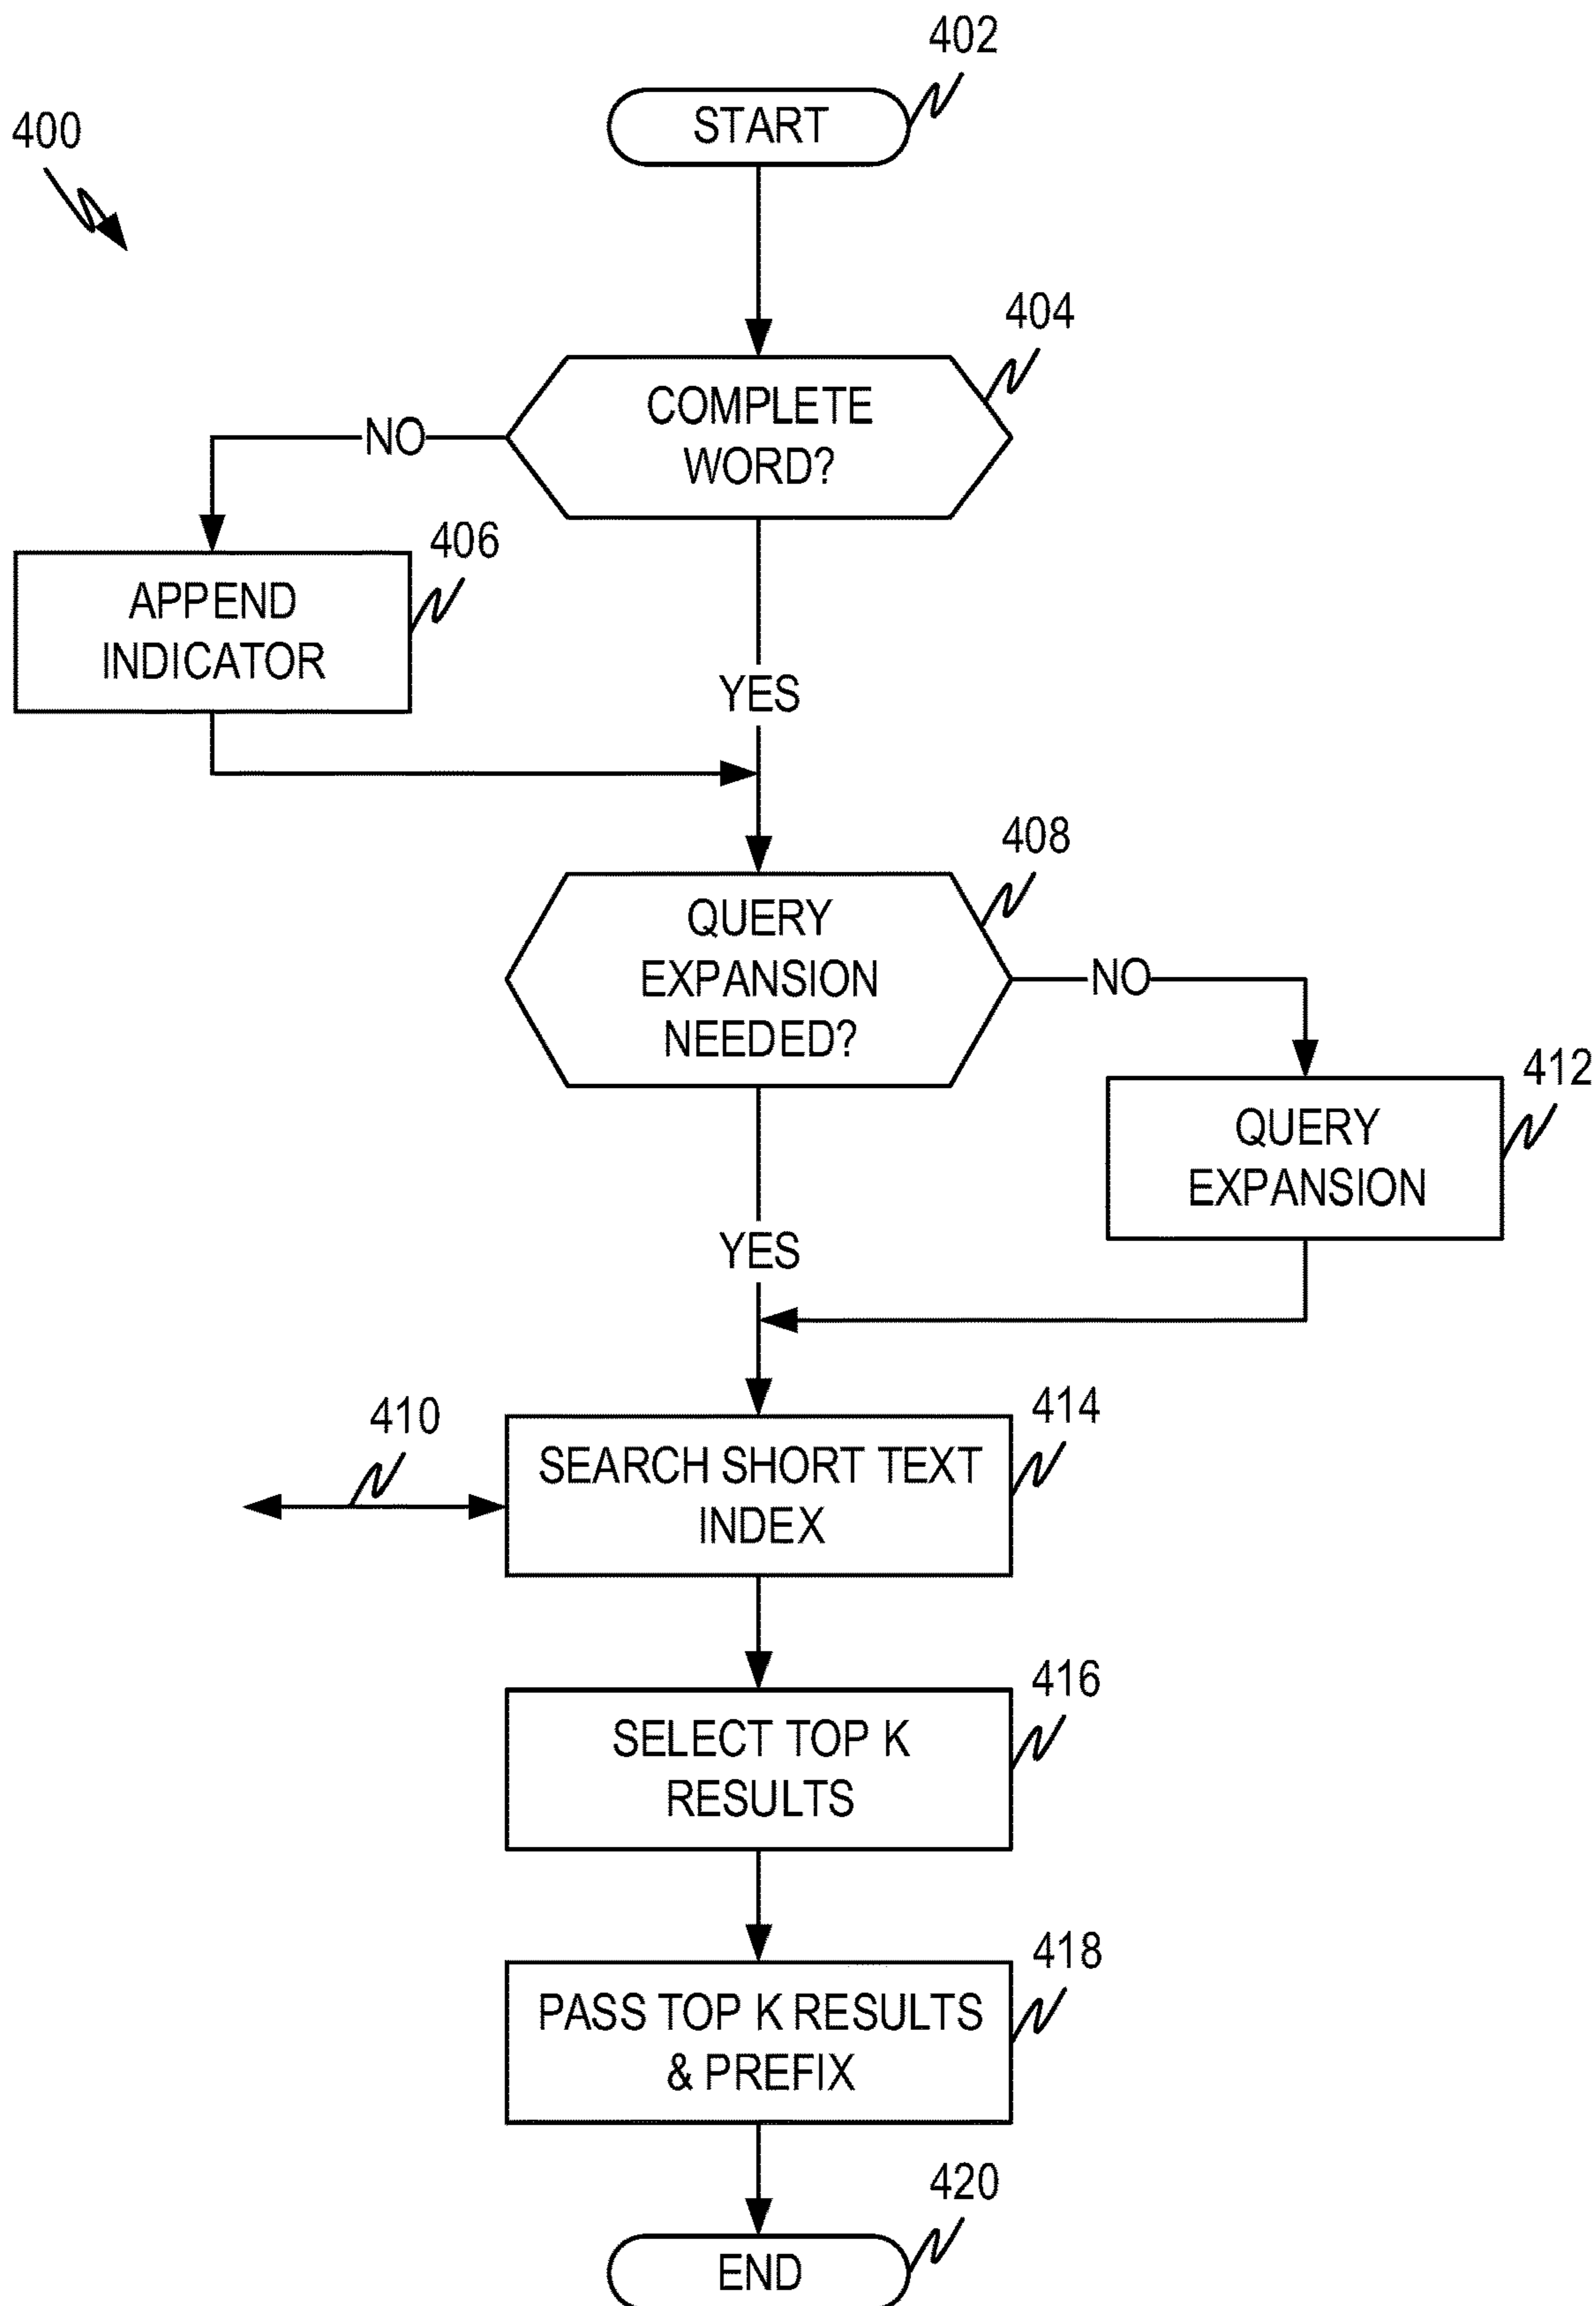 402
START
400
404
COMPLETE
WORD?
NO
406
APPEND
INDICATOR
YES
408
QUERY
EXPANSION
NEEDED?
NO
412
QUERY
EXPANSION
YES
410
414
SEARCH SHORT TEXT
INDEX
416
SELECT TOP K
RESULTS
418
PASS TOP K RESULTS
& PREFIX
420
END